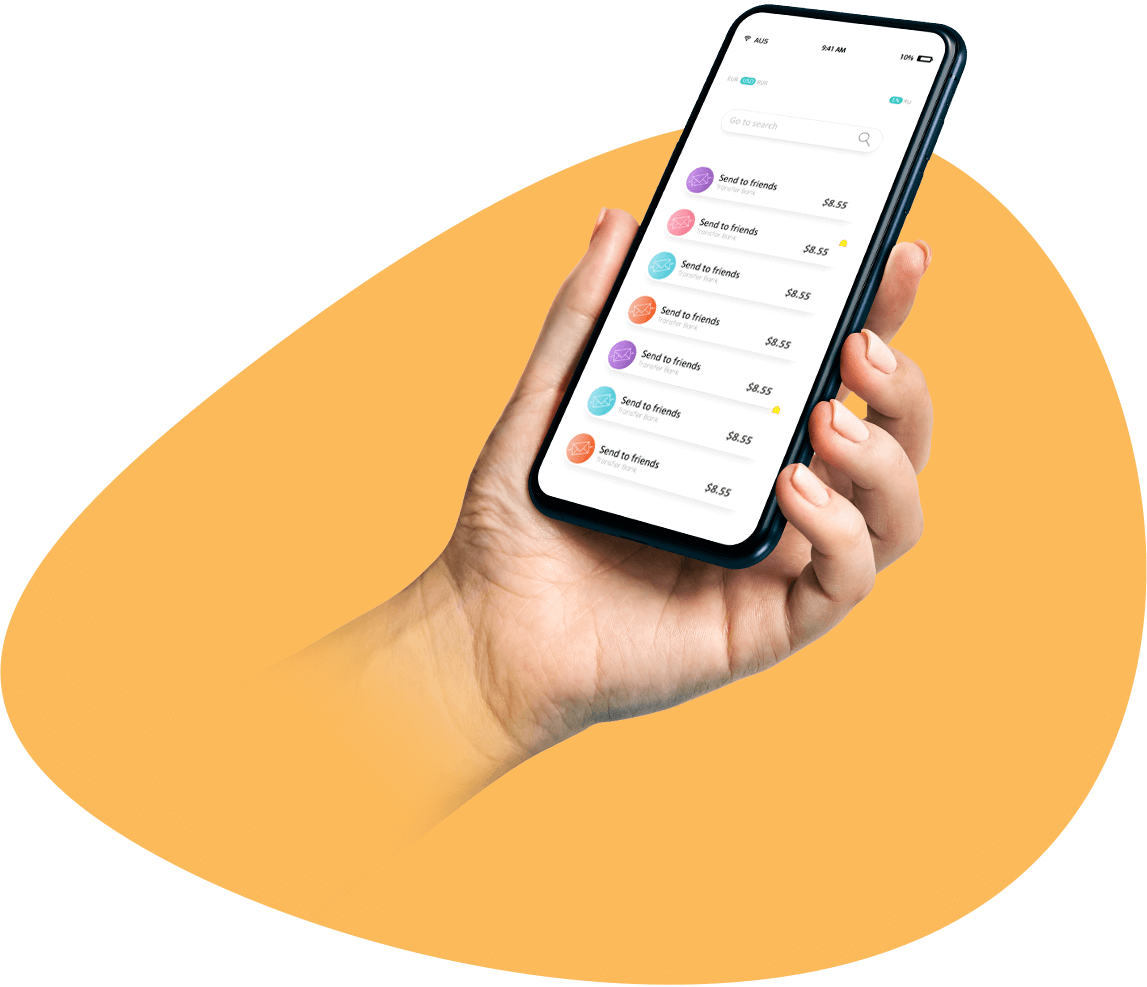 AUS 9:41 AM 10%
EUR USD RUR
EN RU
Go to search
Send to friends
Transfer Bank
$8.55
Send to friends
Transfer Bank
$8.55
Send to friends
Transfer Bank
$8.55
Send to friends
Transfer Bank
$8.55
Send to friends
Transfer Bank
$8.55
Send to friends
Transfer Bank
$8.55
Send to friends
Transfer Bank
$8.55